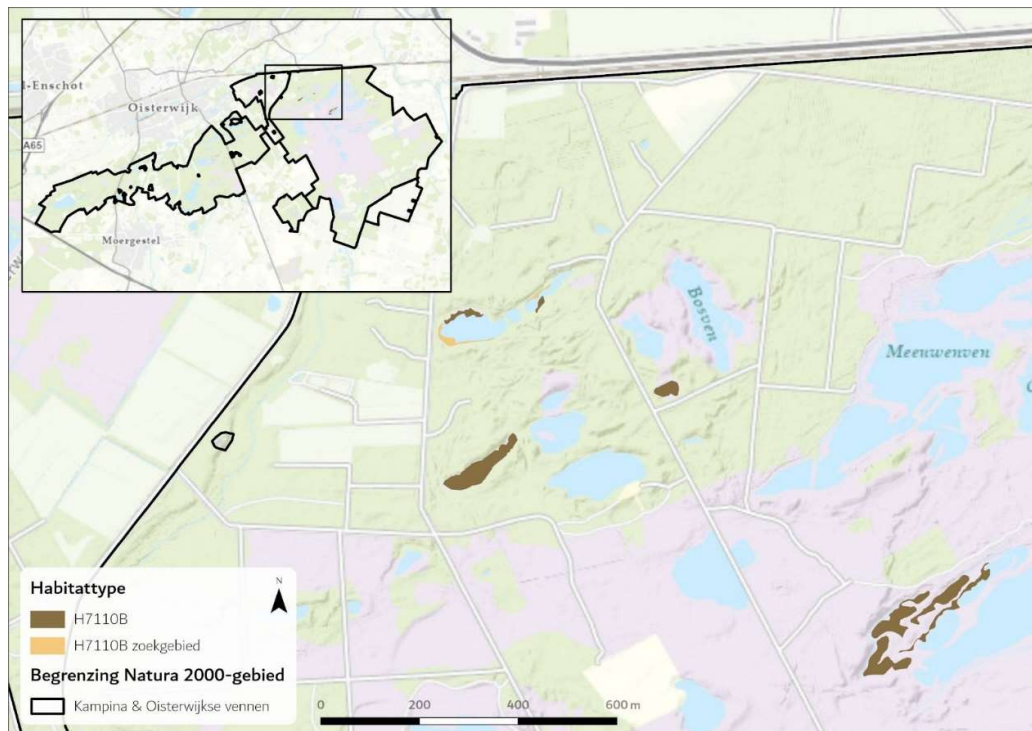 l-Enschot
Oisterwijk
A65
Moergestel
Bosven
Meenwenven
Habitattype
H7110B
H7110B zoekgebied
Begrenzing Natura 2000-gebied
Kampina & Oisterwijkse vennen
N
0 200 400 600 m